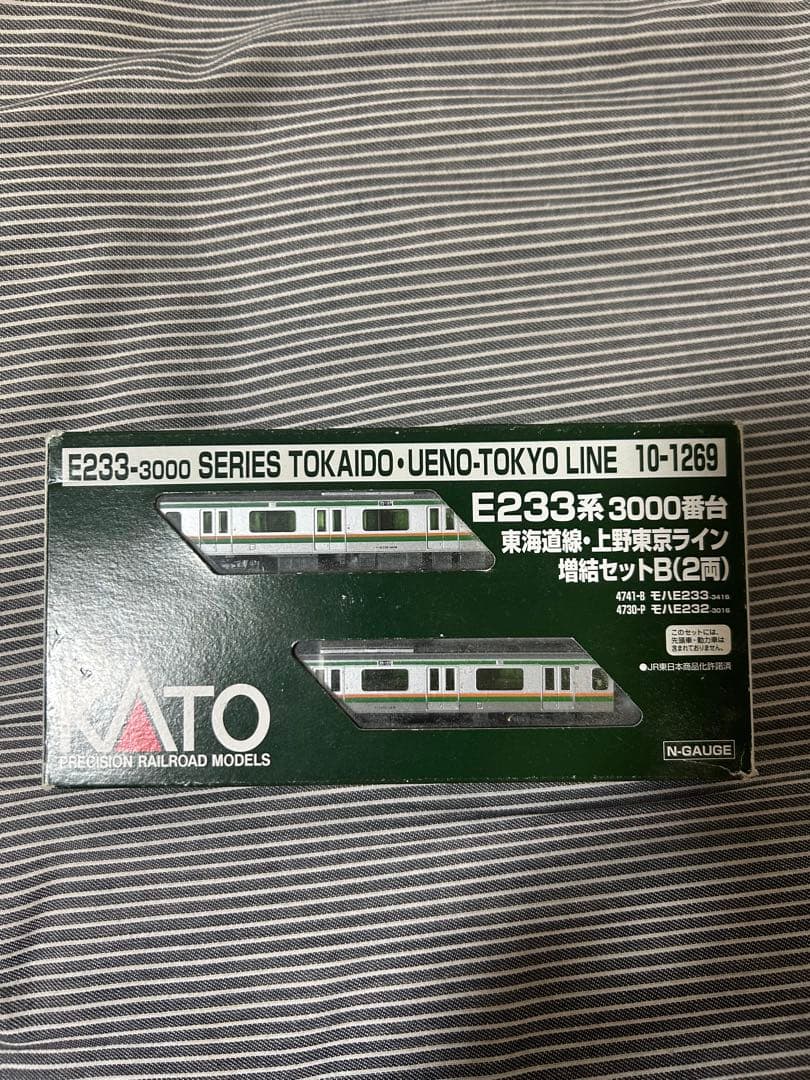 E233-3000 SERIES TOKAIDO・UENO-TOKYO LINE 10-1269
E233系 3000番台
東海道線・上野東京ライン
増結セットB(2両)
4741-B モハE233-3416
4730-P モハE232-3016
このセットには、
先頭車・動力車は
含まれておりません。
●JR東日本商品化許諾済
KATO
PRECISION RAILROAD MODELS
N-GAUGE